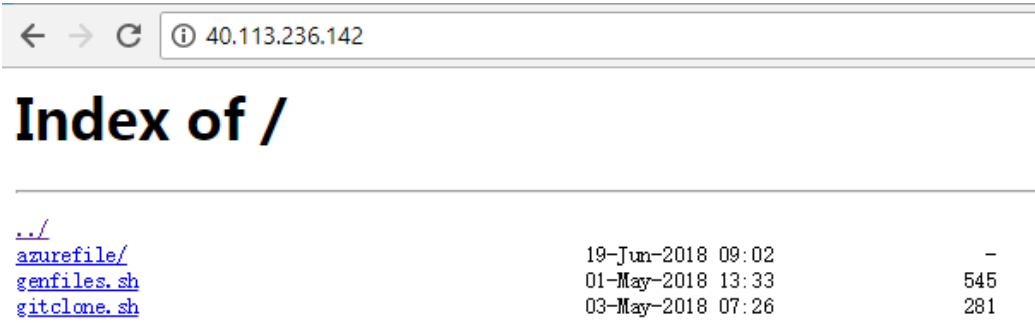 40.113.236.142
Index of /
../
azurefile/ 19-Jun-2018 09:02 -
genfiles.sh 01-May-2018 13:33 545
gitclone.sh 03-May-2018 07:26 281